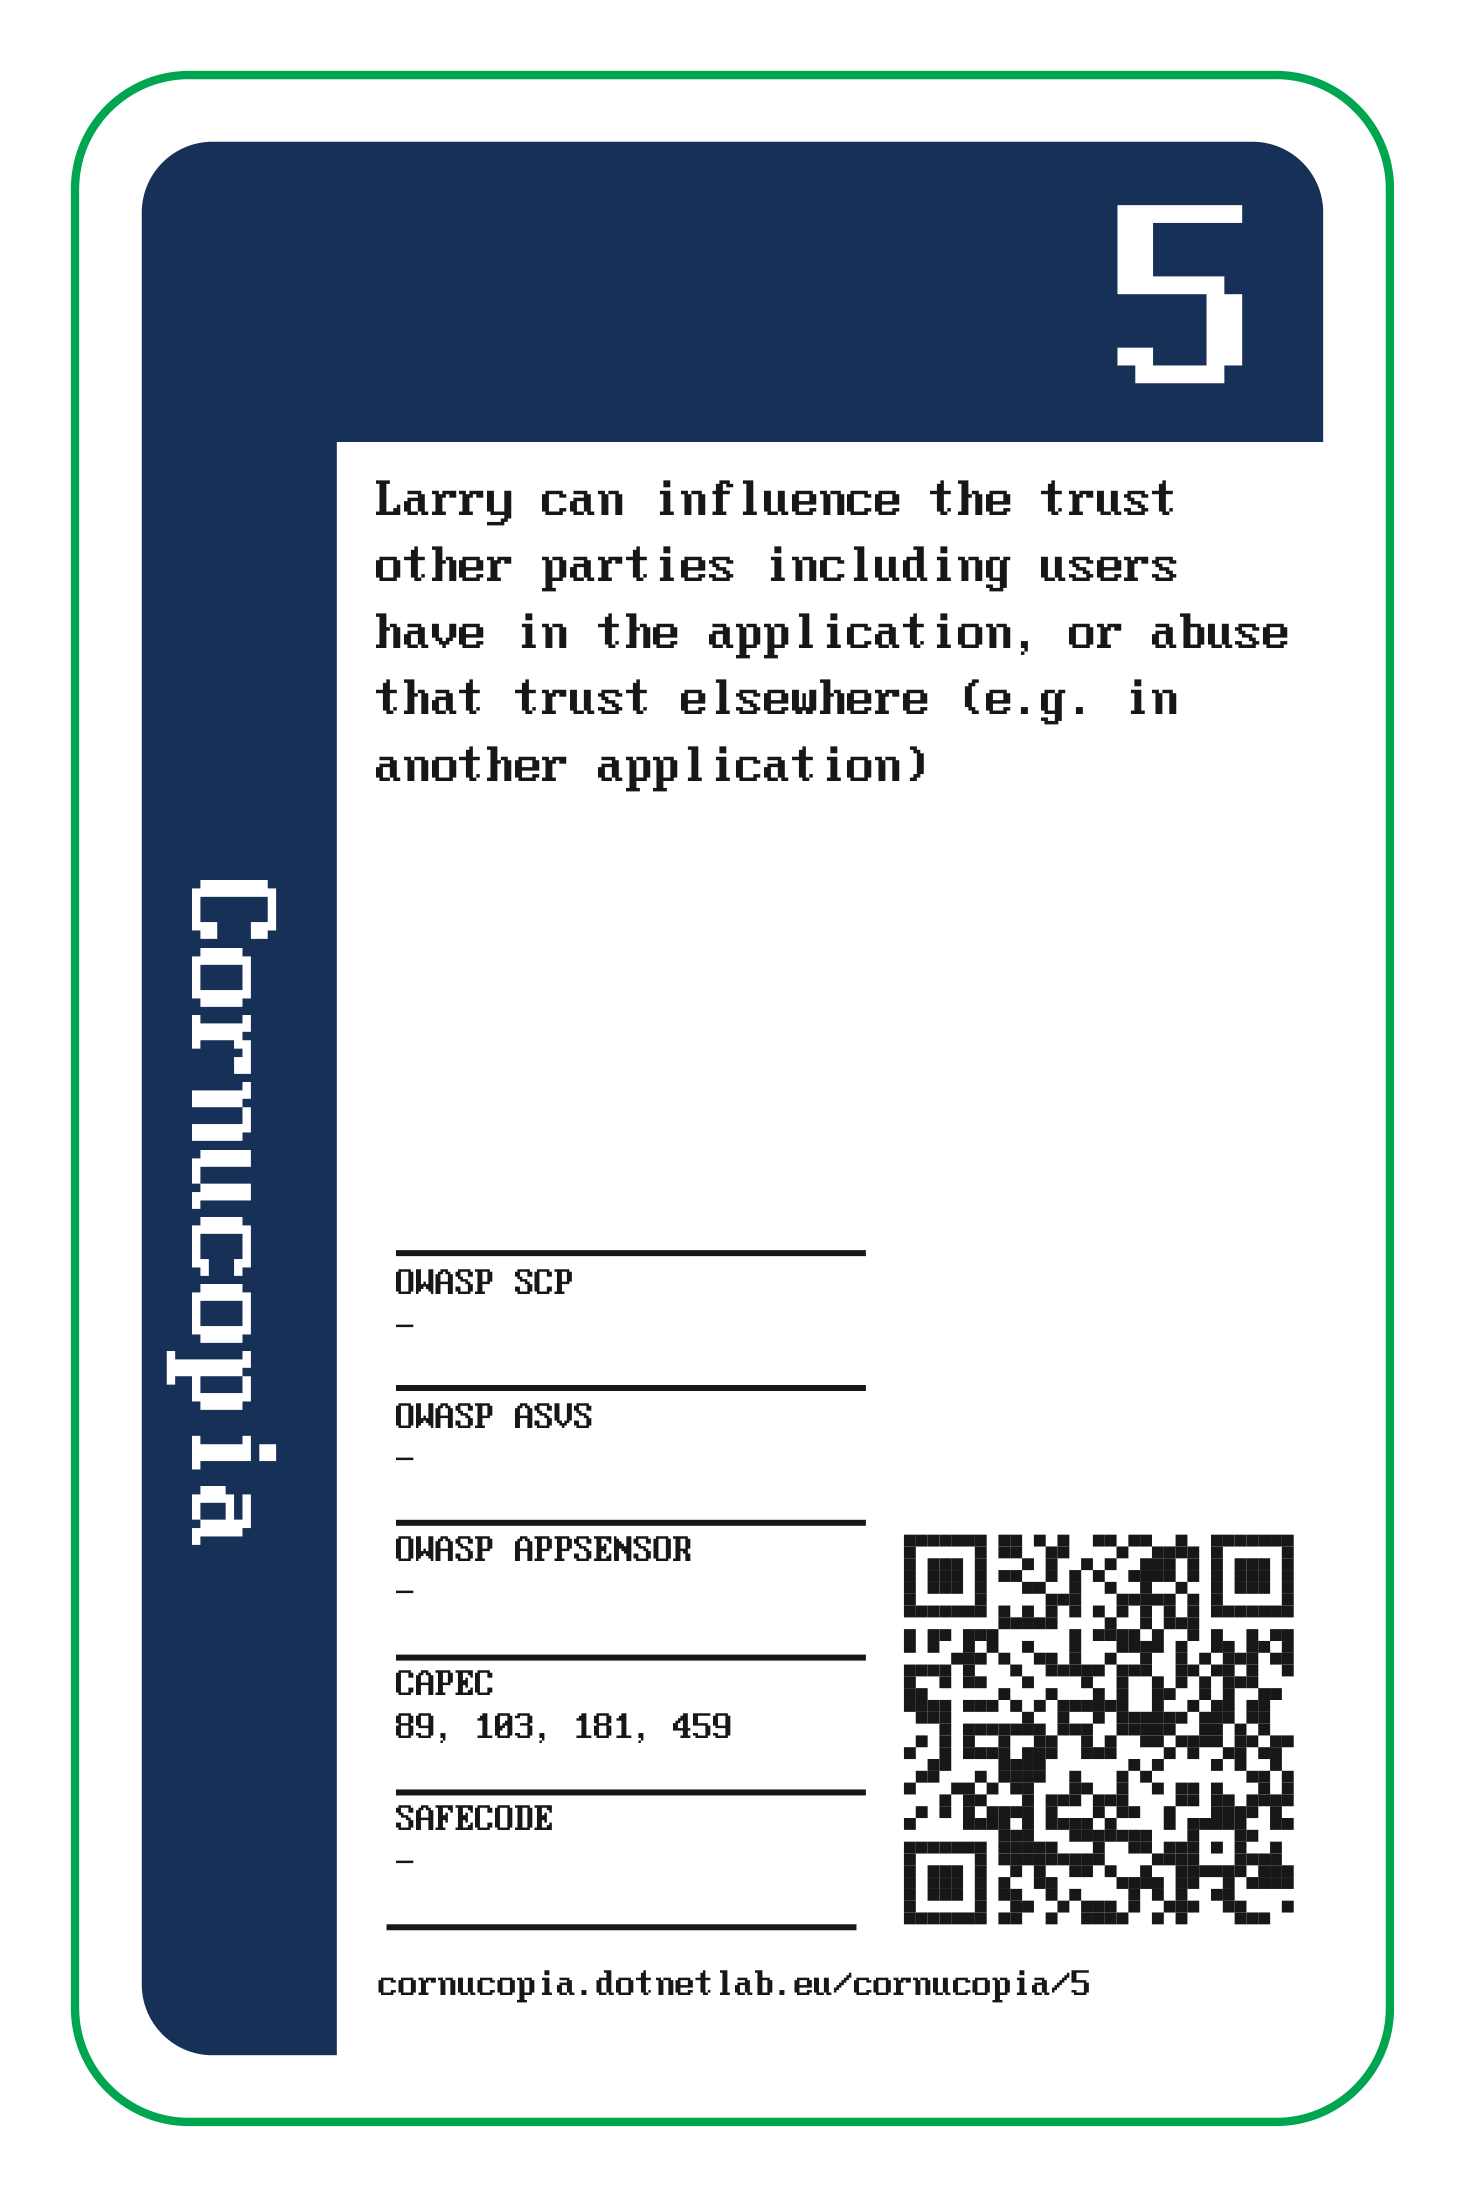 5
Larry can influence the trust
other parties including users
have in the application, or abuse
that trust elsewhere (e.g. in
another application)
Cornucopia
OWASP SCP
–
OWASP ASVS
–
OWASP APPSENSOR
–
CAPEC
89, 103, 181, 459
SAFECODE
–
cornucopia.dotnetlab.eu/cornucopia/5